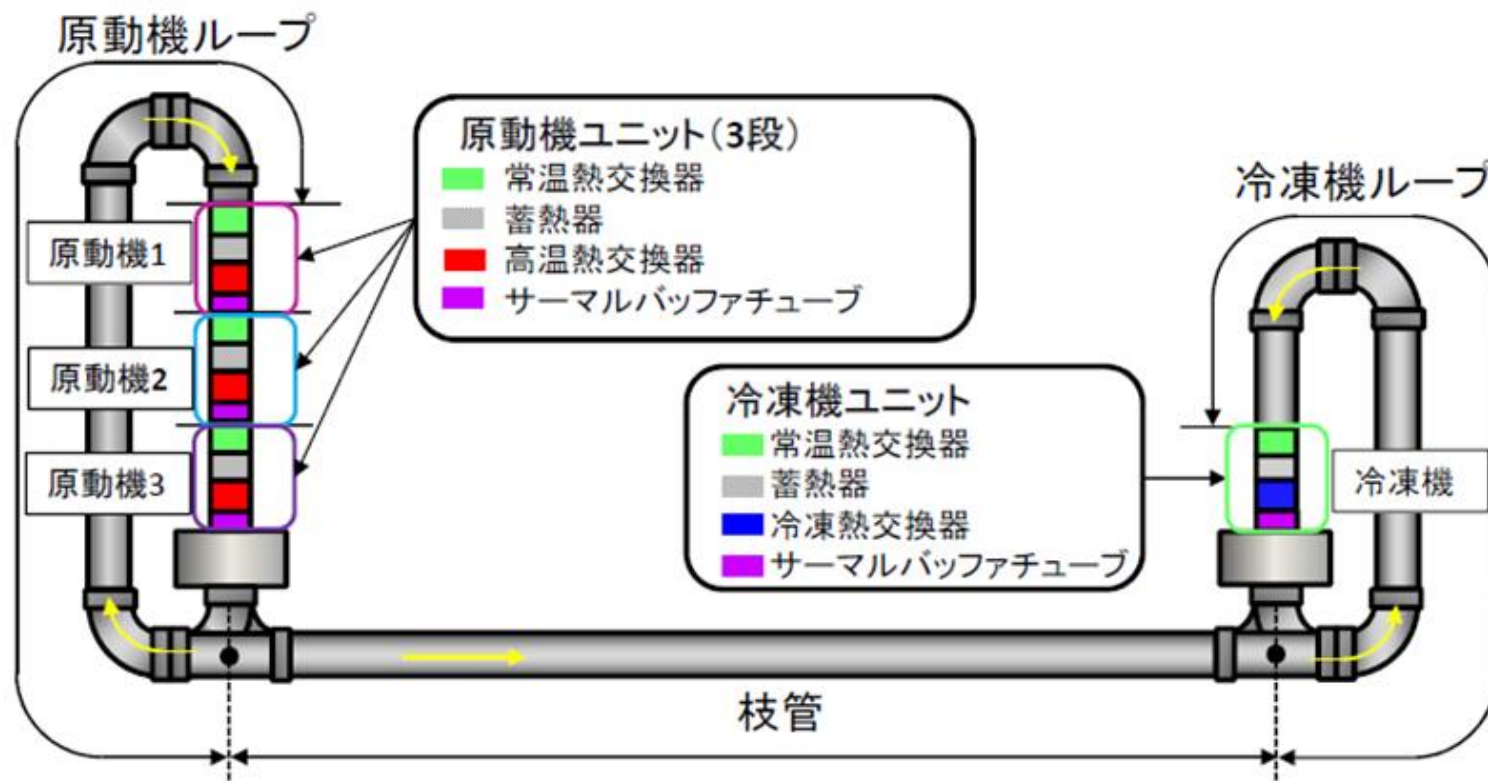 原動機ループ
原動機ユニット(3段)
常温熱交換器
蓄熱器
高温熱交換器
サーマルバッファチューブ
原動機1
原動機2
原動機3
冷凍機ループ
冷凍機ユニット
常温熱交換器
蓄熱器
冷凍熱交換器
サーマルバッファチューブ
冷凍機
枝管